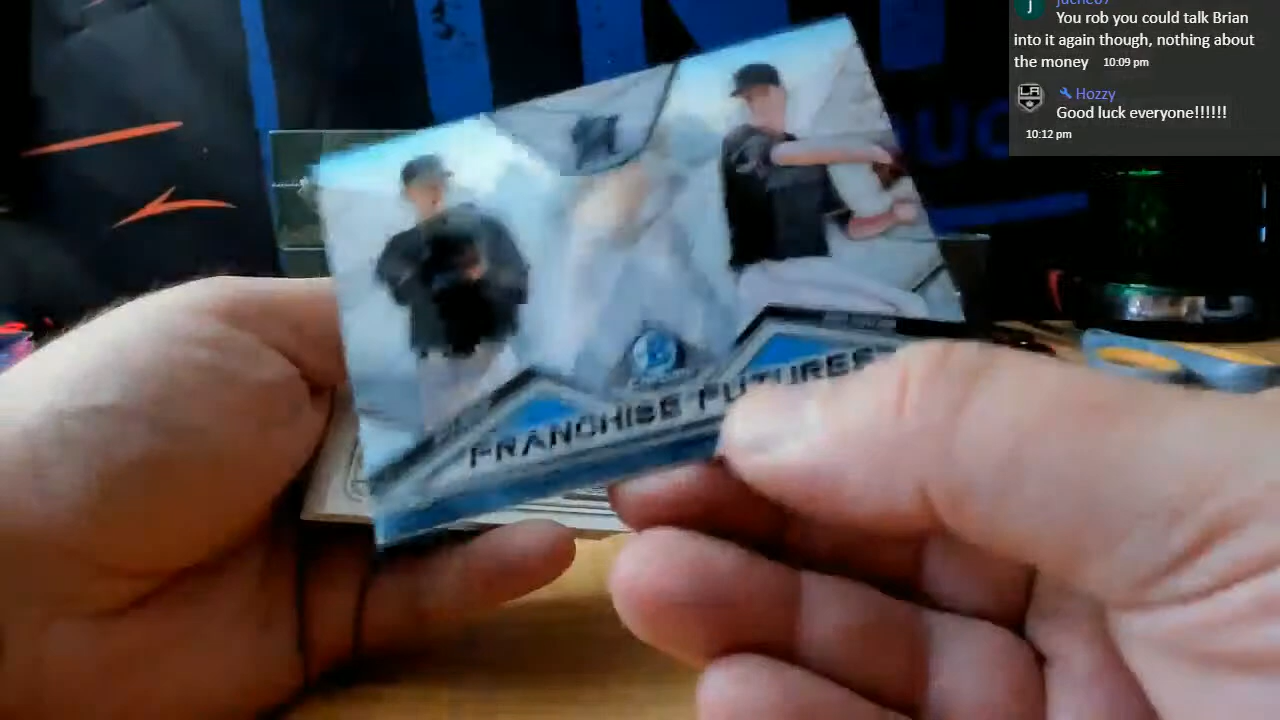 You rob you could talk Brian
into it again though, nothing about
the money 10:09 pm
Hozzy
Good luck everyone!!!!!!
10:12 pm
LA
FRANCHISE FUTURES